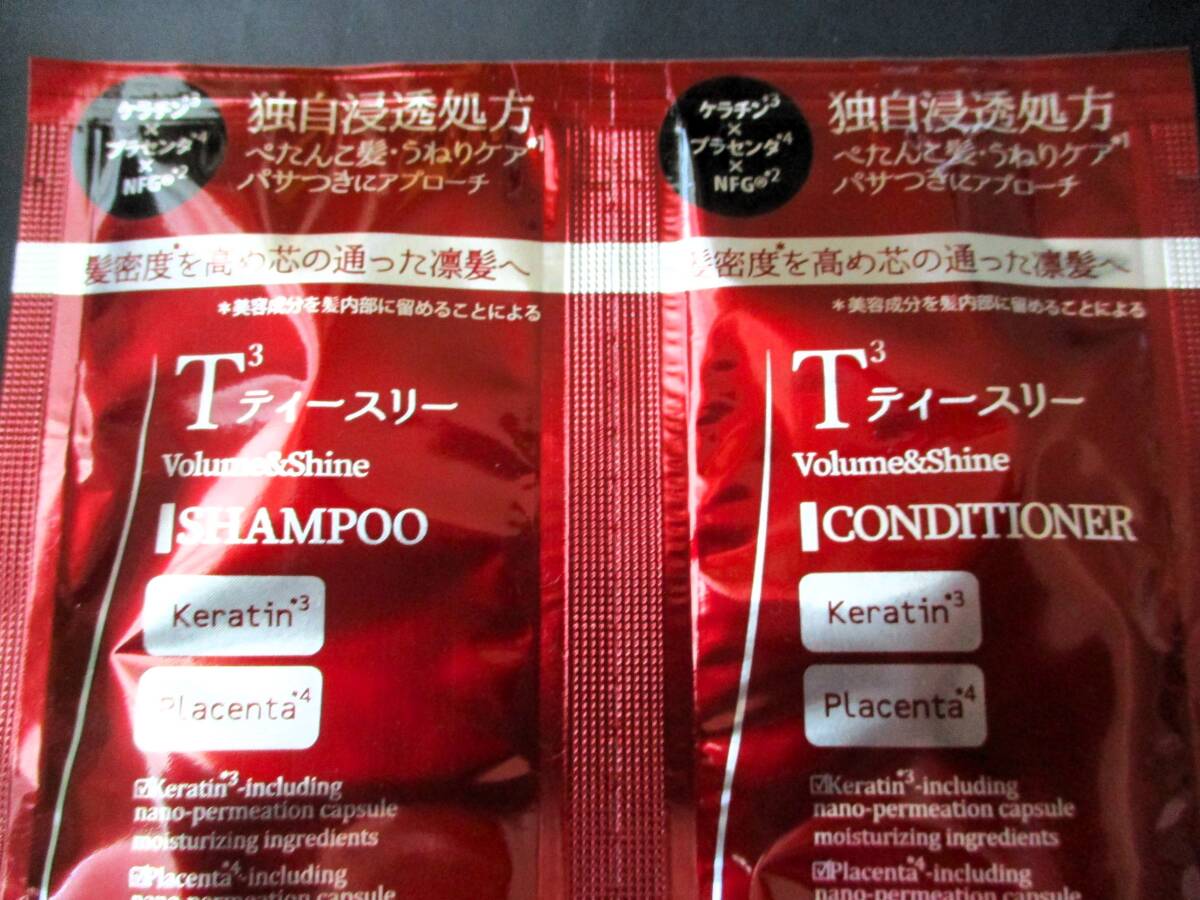 ケラチン*3
×
プラセンタ*4
×
NFG®*2
独自浸透処方
ぺたんこ髪・うねりケア*1
パサつきにアプローチ
髪密度*を高め芯の通った凛髪へ
*美容成分を髪内部に留めることによる
T3
ティースリー
Volume&Shine
SHAMPOO
Keratin*3
Placenta*4
☑Keratin*3-including
nano-permeation capsule
moisturizing ingredients
☑Placenta*4-including
nano-permeation capsule
ケラチン*3
×
プラセンタ*4
×
NFG®*2
独自浸透処方
ぺたんこ髪・うねりケア*1
パサつきにアプローチ
髪密度*を高め芯の通った凛髪へ
*美容成分を髪内部に留めることによる
T3
ティースリー
Volume&Shine
CONDITIONER
Keratin*3
Placenta*4
☑Keratin*3-including
nano-permeation capsule
moisturizing ingredients
☑Placenta*4-including
nano-permeation capsule